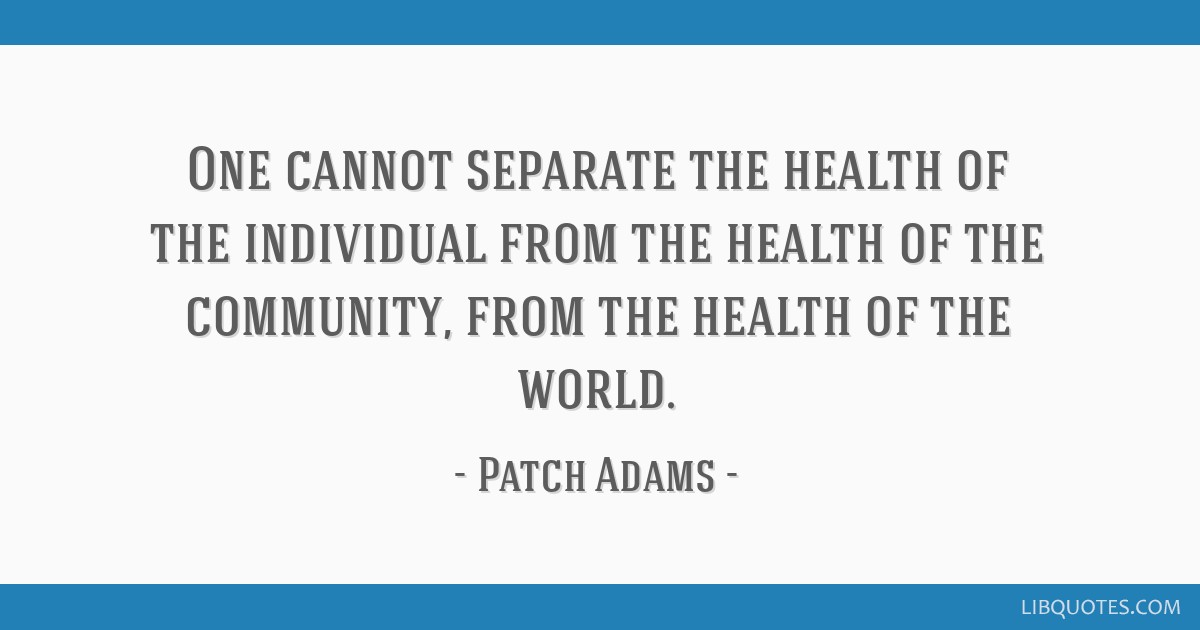 One cannot separate the health of
the individual from the health of the
community, from the health of the
world.
- Patch Adams -
LIBQUOTES.COM